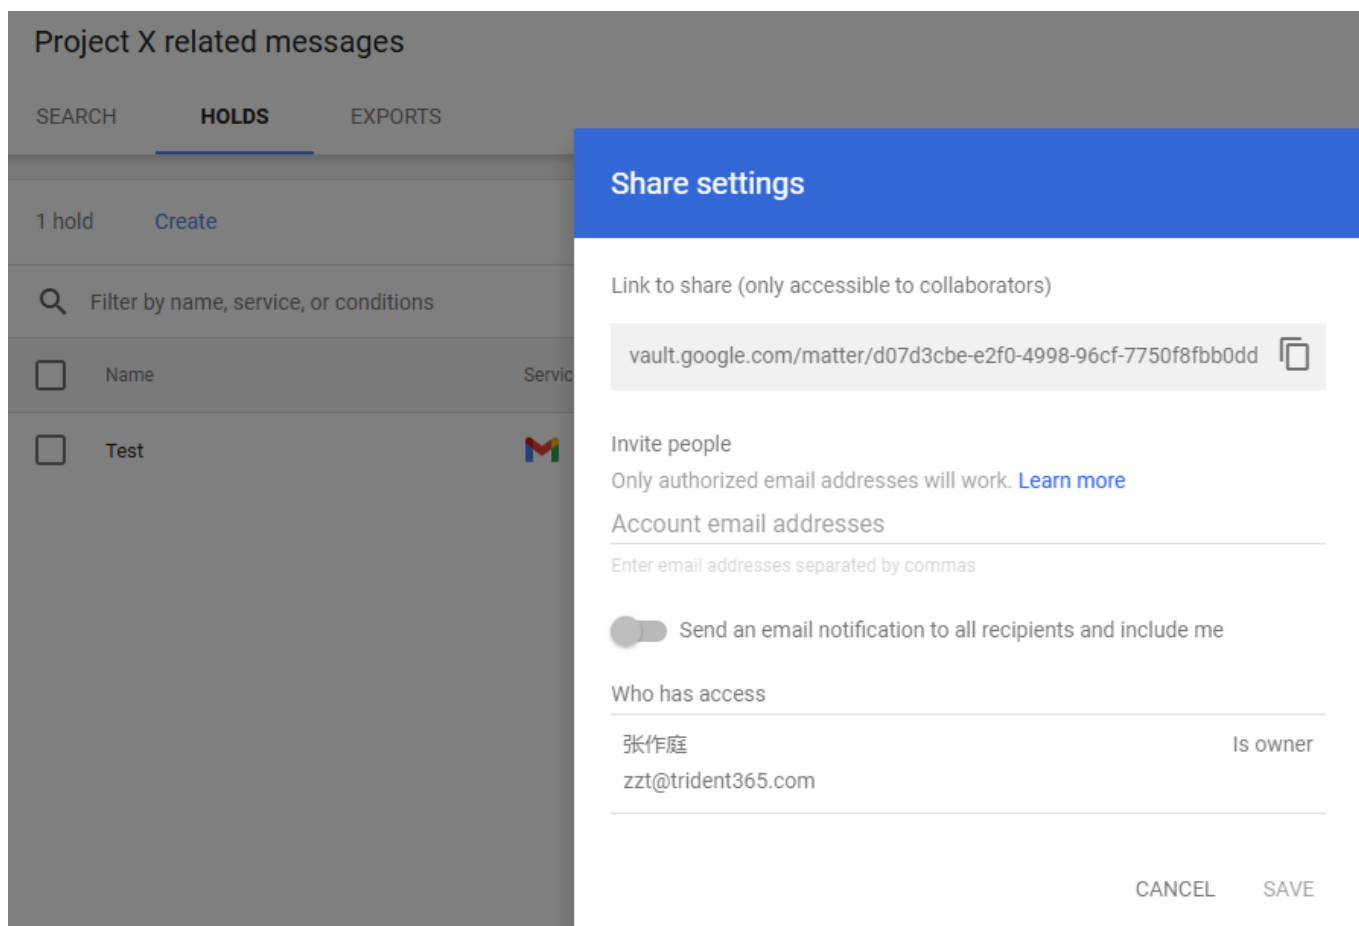 Project X related messages
SEARCH HOLDS EXPORTS
1 hold Create
Filter by name, service, or conditions
Name Servic
Test
Share settings
Link to share (only accessible to collaborators)
vault.google.com/matter/d07d3cbe-e2f0-4998-96cf-7750f8fbb0dd
Invite people
Only authorized email addresses will work. Learn more
Account email addresses
Enter email addresses separated by commas
Send an email notification to all recipients and include me
Who has access
张作庭 Is owner
zzt@trident365.com
CANCEL SAVE